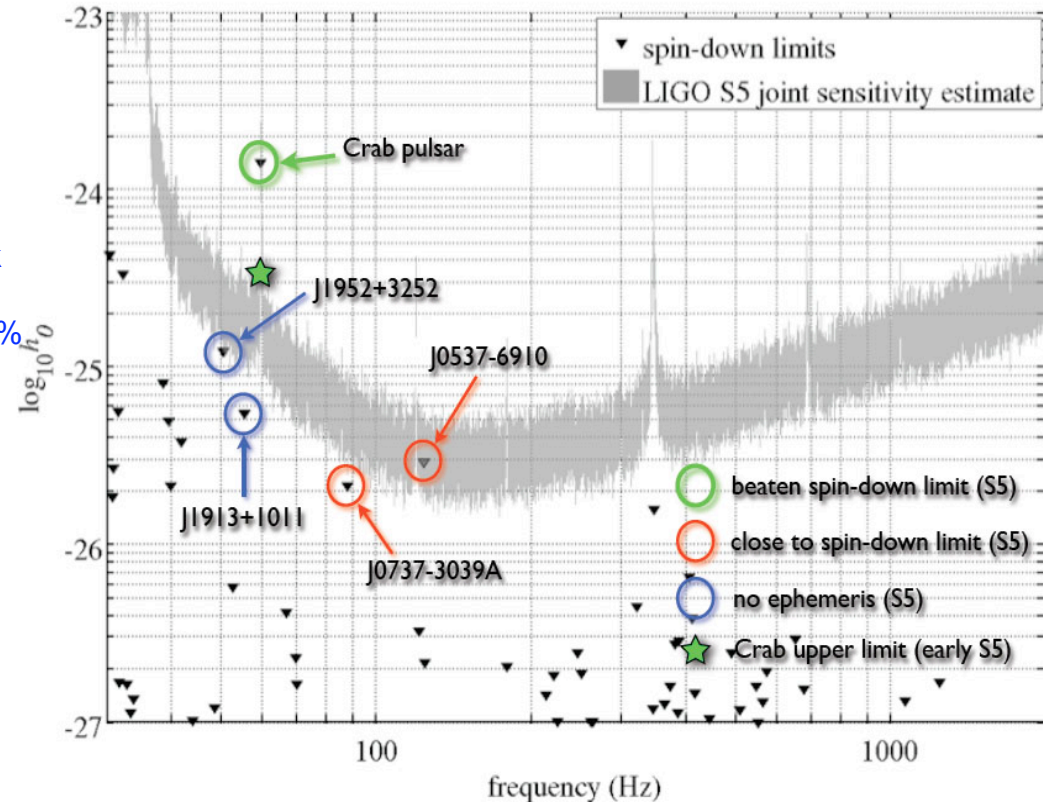 -23
spin-down limits
LIGO S5 joint sensitivity estimate
Crab pulsar
-24
J1952+3252
%
log10h0
-25
J0537-6910
beaten spin-down limit (S5)
J1913+1011
close to spin-down limit (S5)
-26
J0737-3039A
no ephemeris (S5)
Crab upper limit (early S5)
-27
100
1000
frequency (Hz)